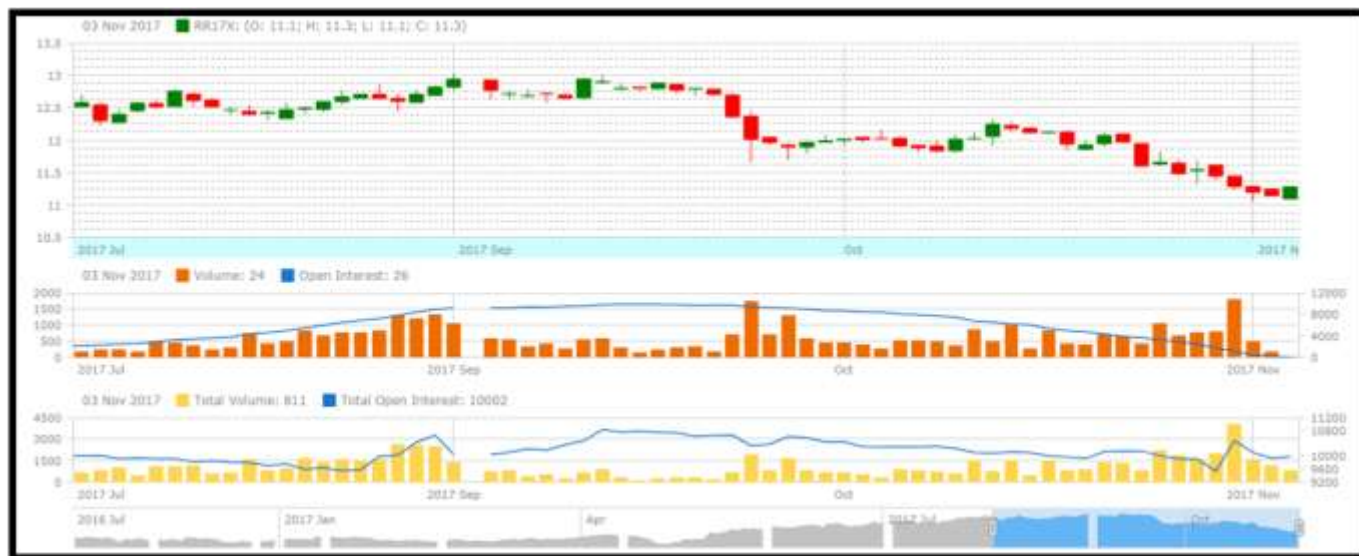 03 Nov 2017 RR17X: (O: 11.1; H: 11.3; L: 11.1; C: 11.3)
13.5
13
12.5
12
11.5
11
10.5
2017 Jul 2017 Sep Oct 2017 N
03 Nov 2017 Volume: 24 Open Interest: 26
2000 12000
1500
1000 8000
500 4000
0 0
2017 Jul 2017 Sep Oct 2017 Nov
03 Nov 2017 Total Volume: 811 Total Open Interest: 10002
4500 11200
3000 10800
1500 10000
9600
0 9200
2017 Jul 2017 Sep Oct 2017 Nov
2016 Jul 2017 Jan Apr 2017 Jul Oct